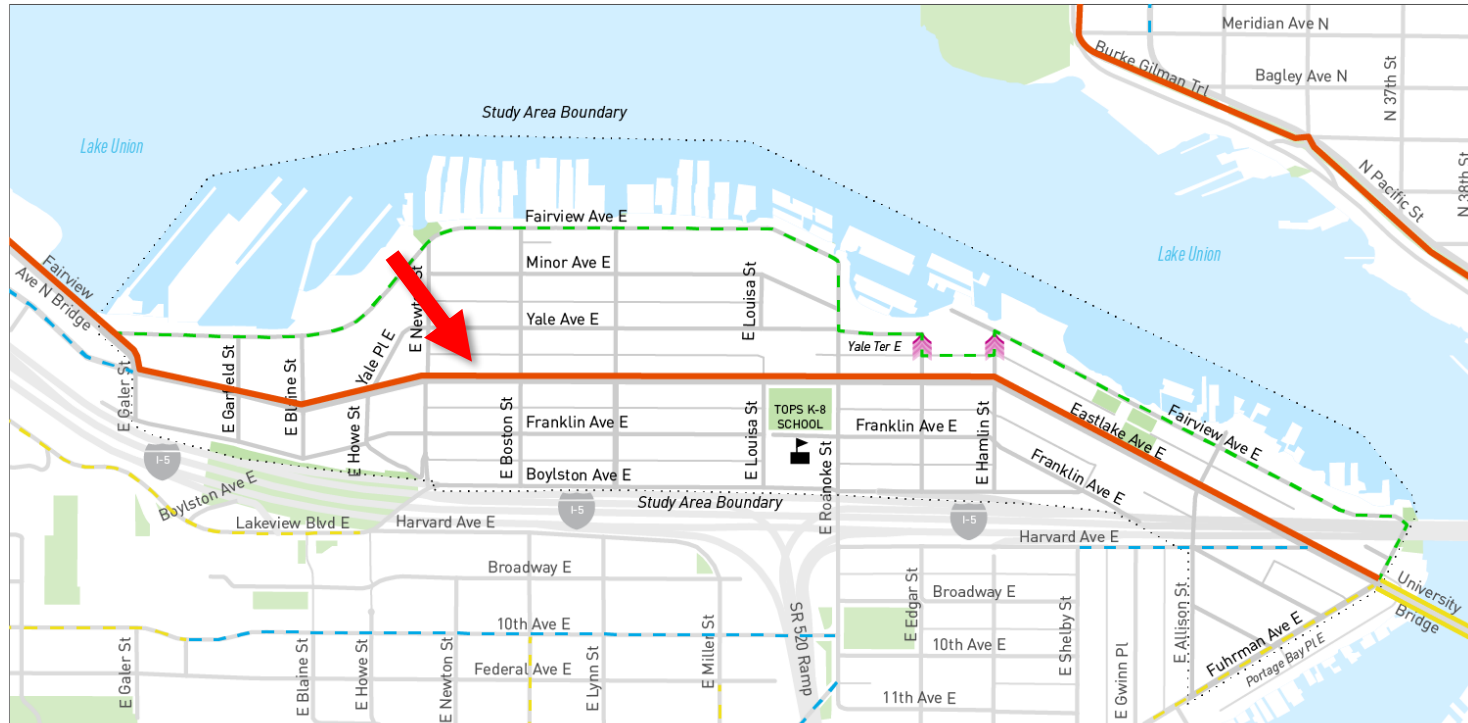 Meridian Ave N
Burke Gilman Trl
Bagley Ave N
N 37th St
Study Area Boundary
Lake Union
N Pacific St
N 38th St
Fairview Ave E
Lake Union
Fairview
Ave N Bridge
Minor Ave E
E Newton St
E Louisa St
Yale Ave E
Yale Pl E
Yale Ter E
E Galer St
E Garfield St
E Blaine St
E Howe St
E Boston St
Franklin Ave E
E Louisa St
TOPS K-8
SCHOOL
E Roanoke St
Franklin Ave E
E Hamlin St
Eastlake Ave E
Fairview Ave E
Franklin Ave E
I-5
Boylston Ave E
Boylston Ave E
I-5
Study Area Boundary
I-5
Lakeview Blvd E
Harvard Ave E
Harvard Ave E
Broadway E
SR 520 Ramp
E Edgar St
Broadway E
E Shelby St
E Gwinn Pl
E Allison St
University
Bridge
10th Ave E
10th Ave E
Fuhrman Ave E
Portage Bay Pl E
E Galer St
E Blaine St
E Howe St
E Newton St
Federal Ave E
E Lynn St
E Miller St
11th Ave E